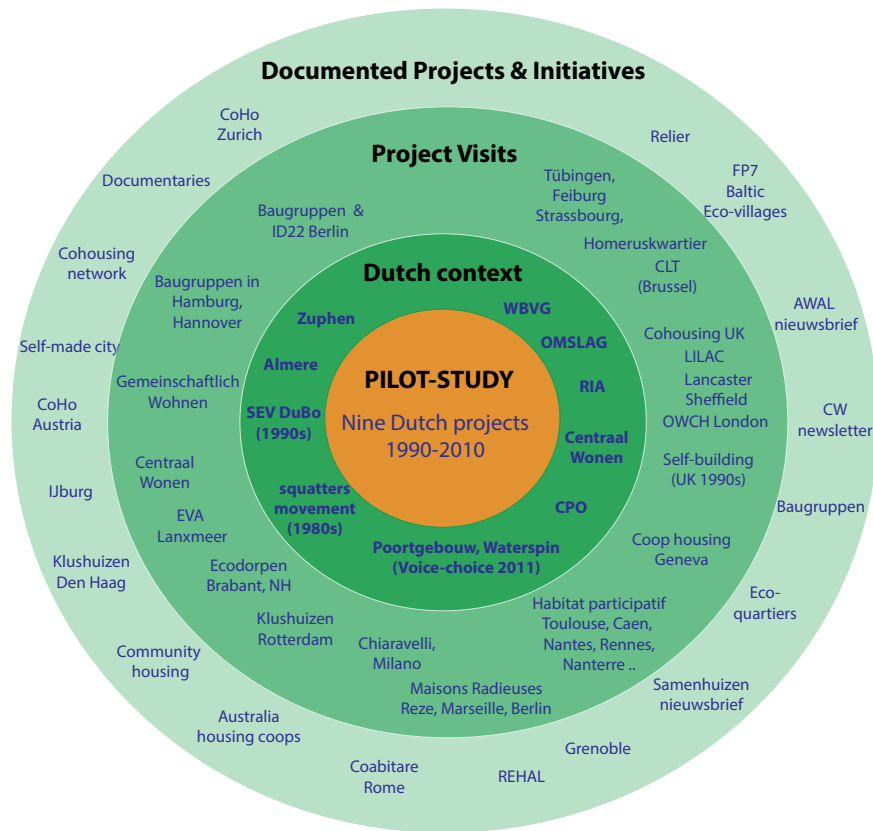 Documented Projects & Initiatives
CoHo
Zurich
Relier
Documentaries
FP7
Baltic
Eco-villages
Cohousing
network
AWAL
nieuwsbrief
Self-made city
CoHo
Austria
CW
newsletter
IJburg
Baugruppen
Klushuizen
Den Haag
Eco-
quartiers
Community
housing
Samenhuizen
nieuwsbrief
Australia
housing coops
Grenoble
Coabitare
Rome
REHAL
Project Visits
Tübingen,
Feiburg
Strassbourg,
Baugruppen &
ID22 Berlin
Homeruskwartier
CLT
(Brussel)
Baugruppen in
Hamburg,
Hannover
Cohousing UK
LILAC
Lancaster
Sheffield
OWCH London
Gemeinschaftlich
Wohnen
Self-building
(UK 1990s)
Centraal
Wonen
EVA
Lanxmeer
Coop housing
Geneva
Ecodorpen
Brabant, NH
Klushuizen
Rotterdam
Habitat participatif
Toulouse, Caen,
Nantes, Rennes,
Nanterre ..
Chiaravelli,
Milano
Maisons Radieuses
Reze, Marseille, Berlin
Dutch context
WBVG
Zuphen
OMSLAG
Almere
RIA
SEV DuBo
(1990s)
Centraal
Wonen
squatters
movement
(1980s)
CPO
Poortgebouw, Waterspin
(Voice-choice 2011)
PILOT-STUDY
Nine Dutch projects
1990-2010